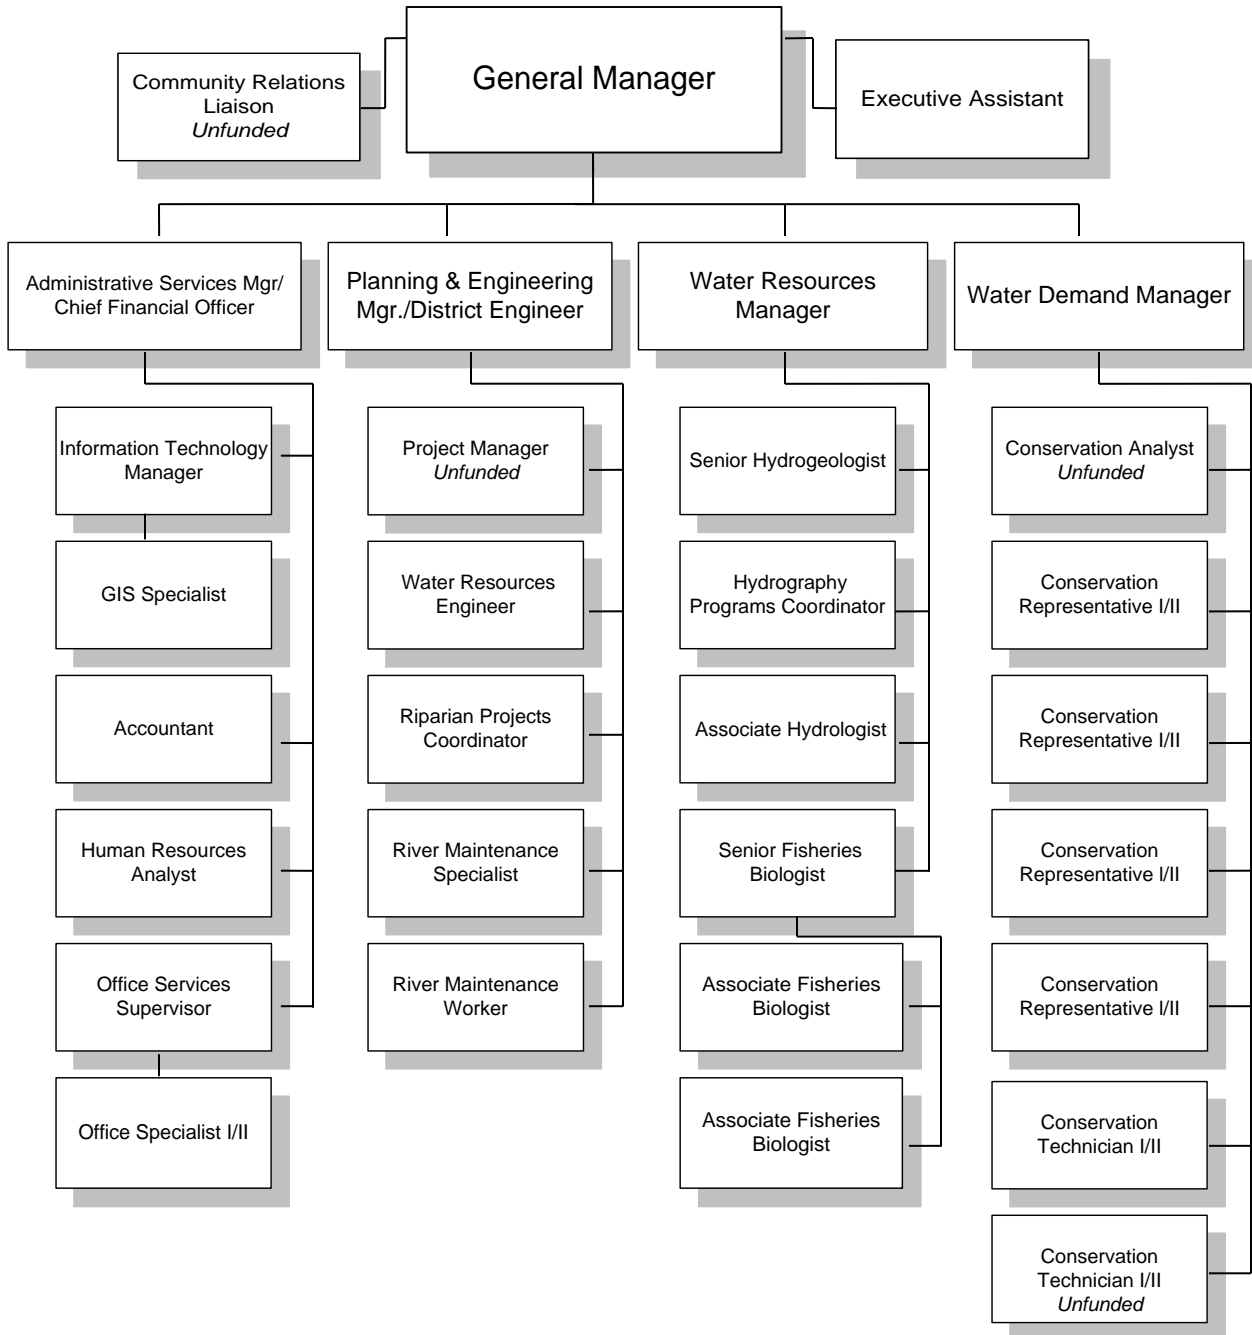 General Manager
Community Relations
Liaison
Unfunded
Executive Assistant
Administrative Services Mgr/
Chief Financial Officer
Planning & Engineering
Mgr./District Engineer
Water Resources
Manager
Water Demand Manager
Information Technology
Manager
GIS Specialist
Accountant
Human Resources
Analyst
Office Services
Supervisor
Office Specialist I/II
Project Manager
Unfunded
Water Resources
Engineer
Riparian Projects
Coordinator
River Maintenance
Specialist
River Maintenance
Worker
Senior Hydrogeologist
Hydrography
Programs Coordinator
Associate Hydrologist
Senior Fisheries
Biologist
Associate Fisheries
Biologist
Associate Fisheries
Biologist
Conservation Analyst
Unfunded
Conservation
Representative I/II
Conservation
Representative I/II
Conservation
Representative I/II
Conservation
Representative I/II
Conservation
Technician I/II
Conservation
Technician I/II
Unfunded